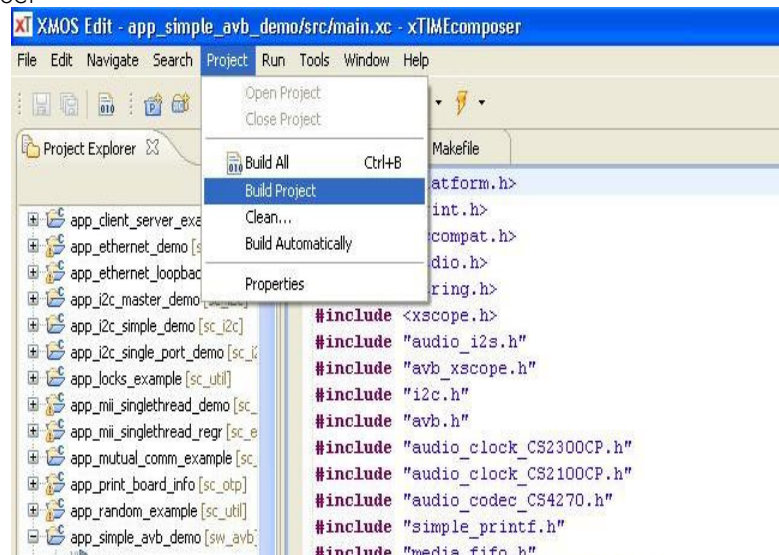 XMOS Edit - app_simple_avb_demo/src/main.xc - xTIMEcomposer
File Edit Navigate Search Project Run Tools Window Help
Open Project
Close Project
Build All Ctrl+B
Build Project
Clean...
Build Automatically
Properties
Project Explorer
app_client_server_exa
app_ethernet_demo [s
app_ethernet_loopbac
app_i2c_master_demo [sc_i2c]
app_i2c_simple_demo [sc_i2c]
app_i2c_single_port_demo [sc_i2
app_locks_example [sc_util]
app_mii_singlethread_demo [sc_
app_mii_singlethread_regr [sc_e
app_mutual_comm_example [sc_
app_print_board_info [sc_otp]
app_random_example [sc_util]
app_simple_avb_demo [sw_avb]
Makefile
atform.h>
int.h>
ccompat.h>
dio.h>
ring.h>
#include <xscope.h>
#include "audio_i2s.h"
#include "avb_xscope.h"
#include "i2c.h"
#include "avb.h"
#include "audio_clock_CS2300CP.h"
#include "audio_clock_CS2100CP.h"
#include "audio_codec_CS4270.h"
#include "simple_printf.h"
#include "media_fifo.h"